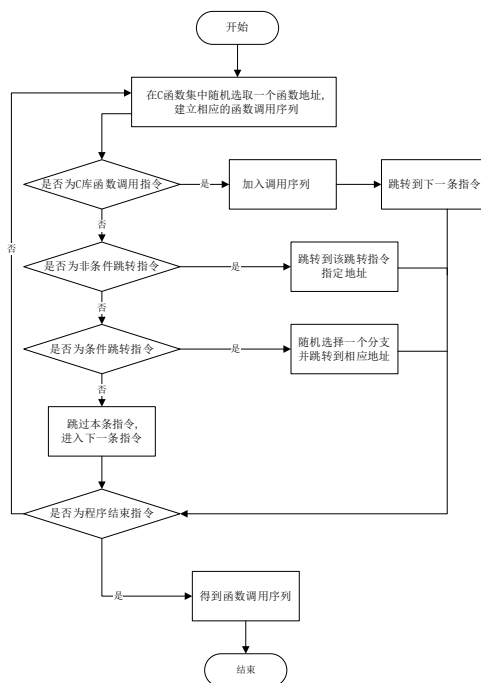 开始
在C函数集中随机选取一个函数地址,
建立相应的函数调用序列
是否为C库函数调用指令
是
加入调用序列
跳转到下一条指令
否
否
是否为非条件跳转指令
是
跳转到该跳转指令
指定地址
否
是否为条件跳转指令
是
随机选择一个分支
并跳转到相应地址
否
跳过本条指令,
进入下一条指令
是否为程序结束指令
是
得到函数调用序列
结束